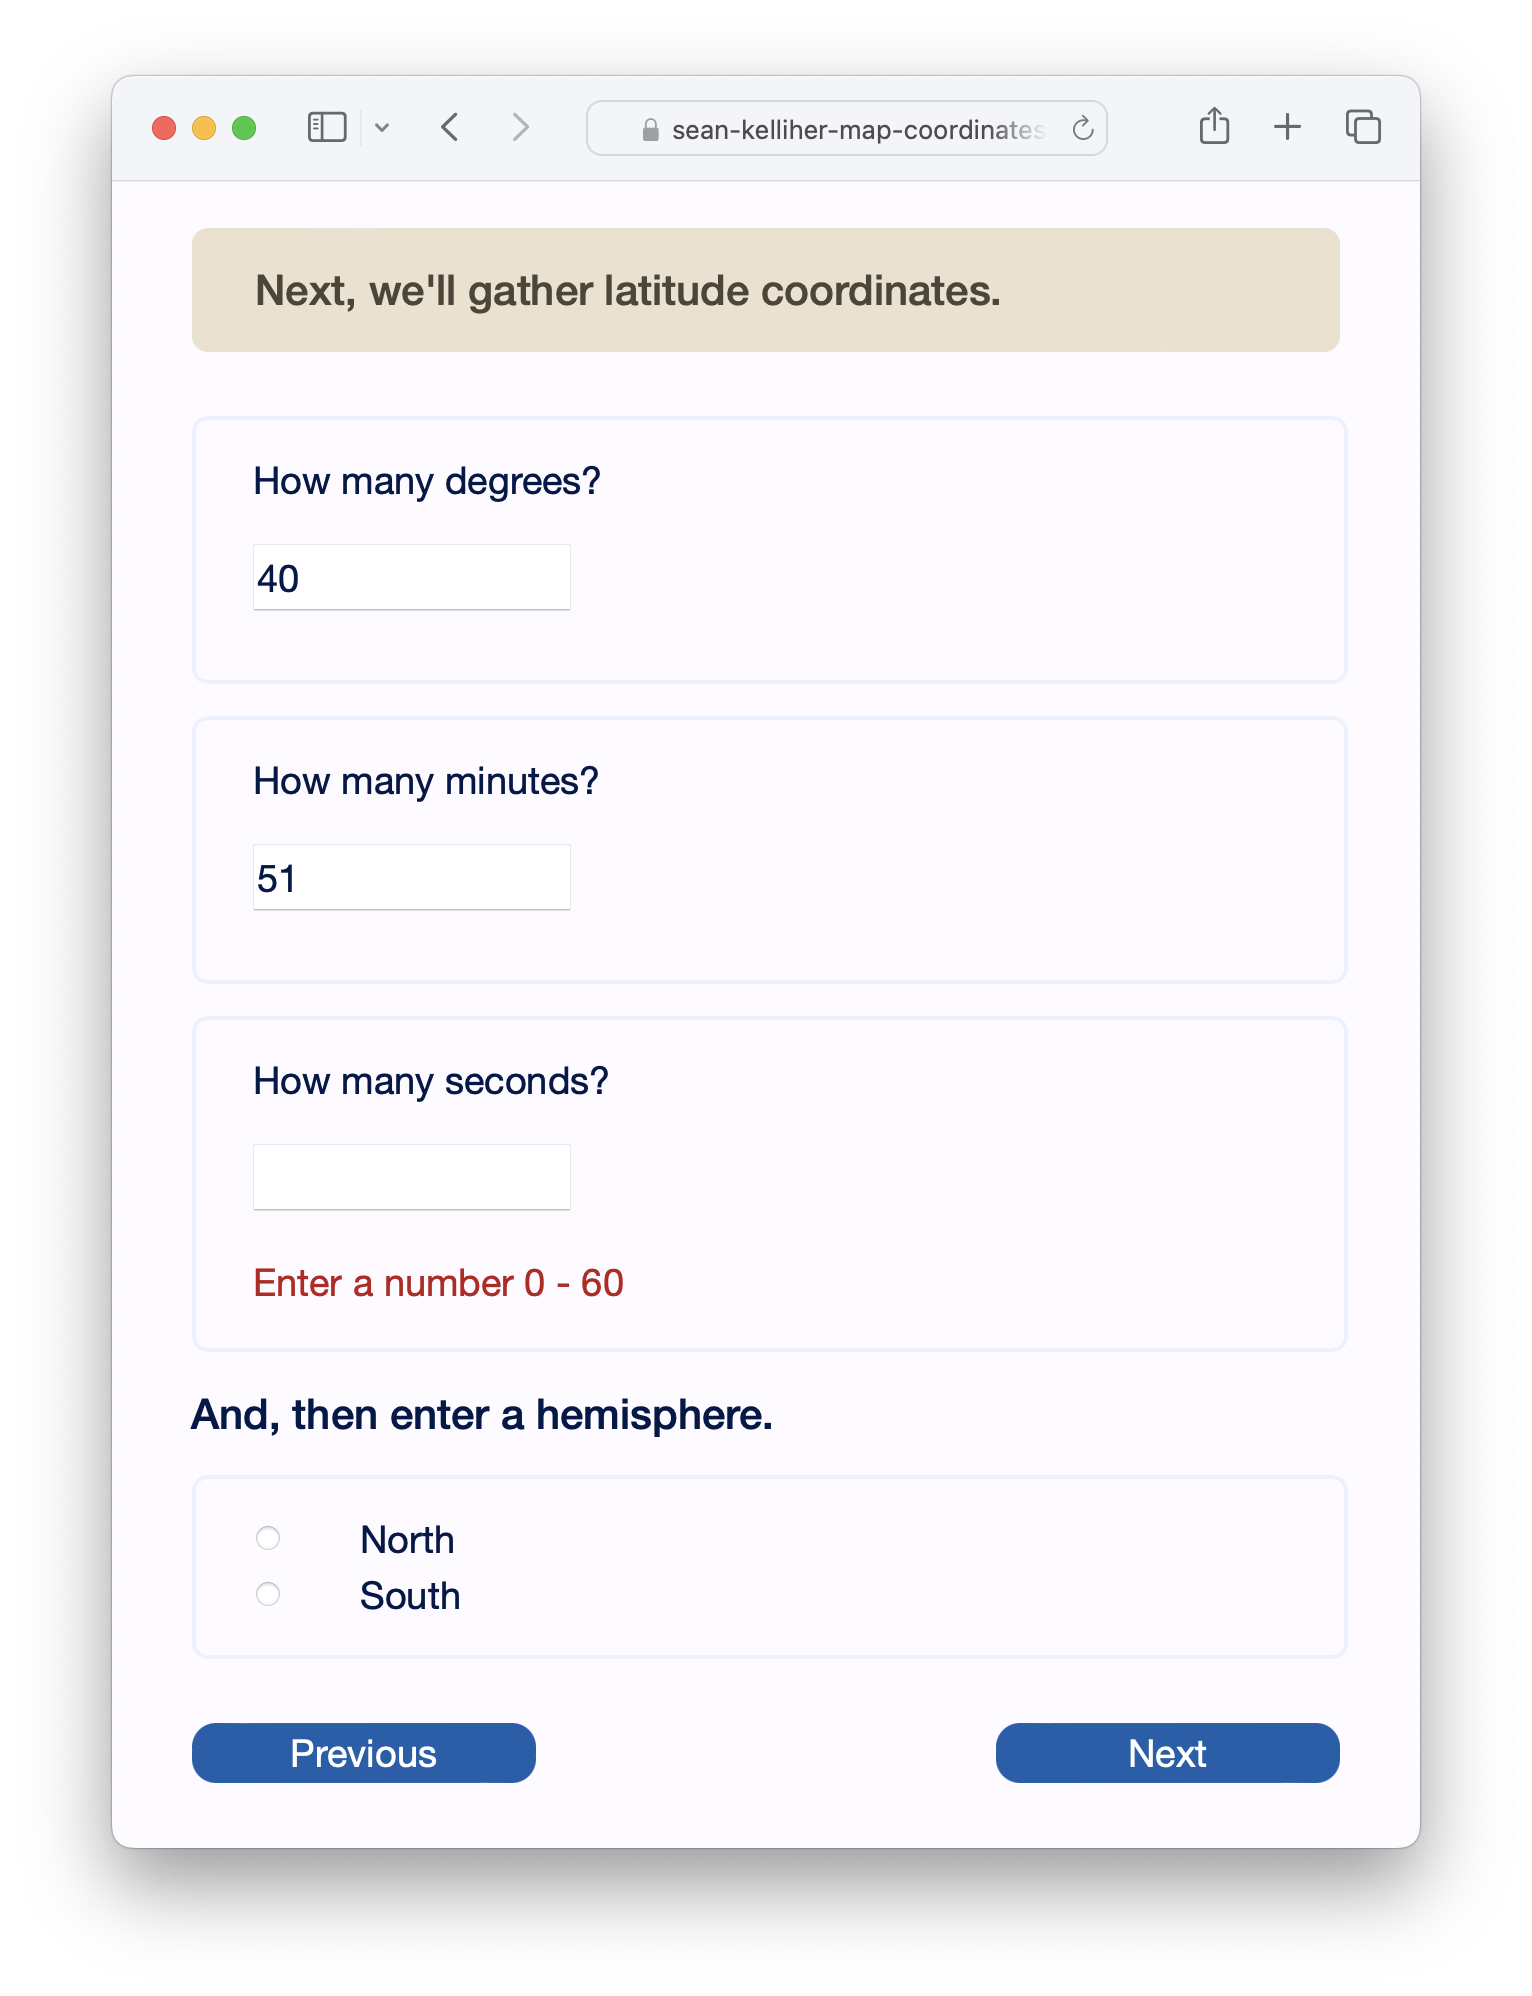 sean-kelliher-map-coordinates
Next, we'll gather latitude coordinates.
How many degrees?
40
How many minutes?
51
How many seconds?
Enter a number 0 - 60
And, then enter a hemisphere.
North
South
Previous
Next